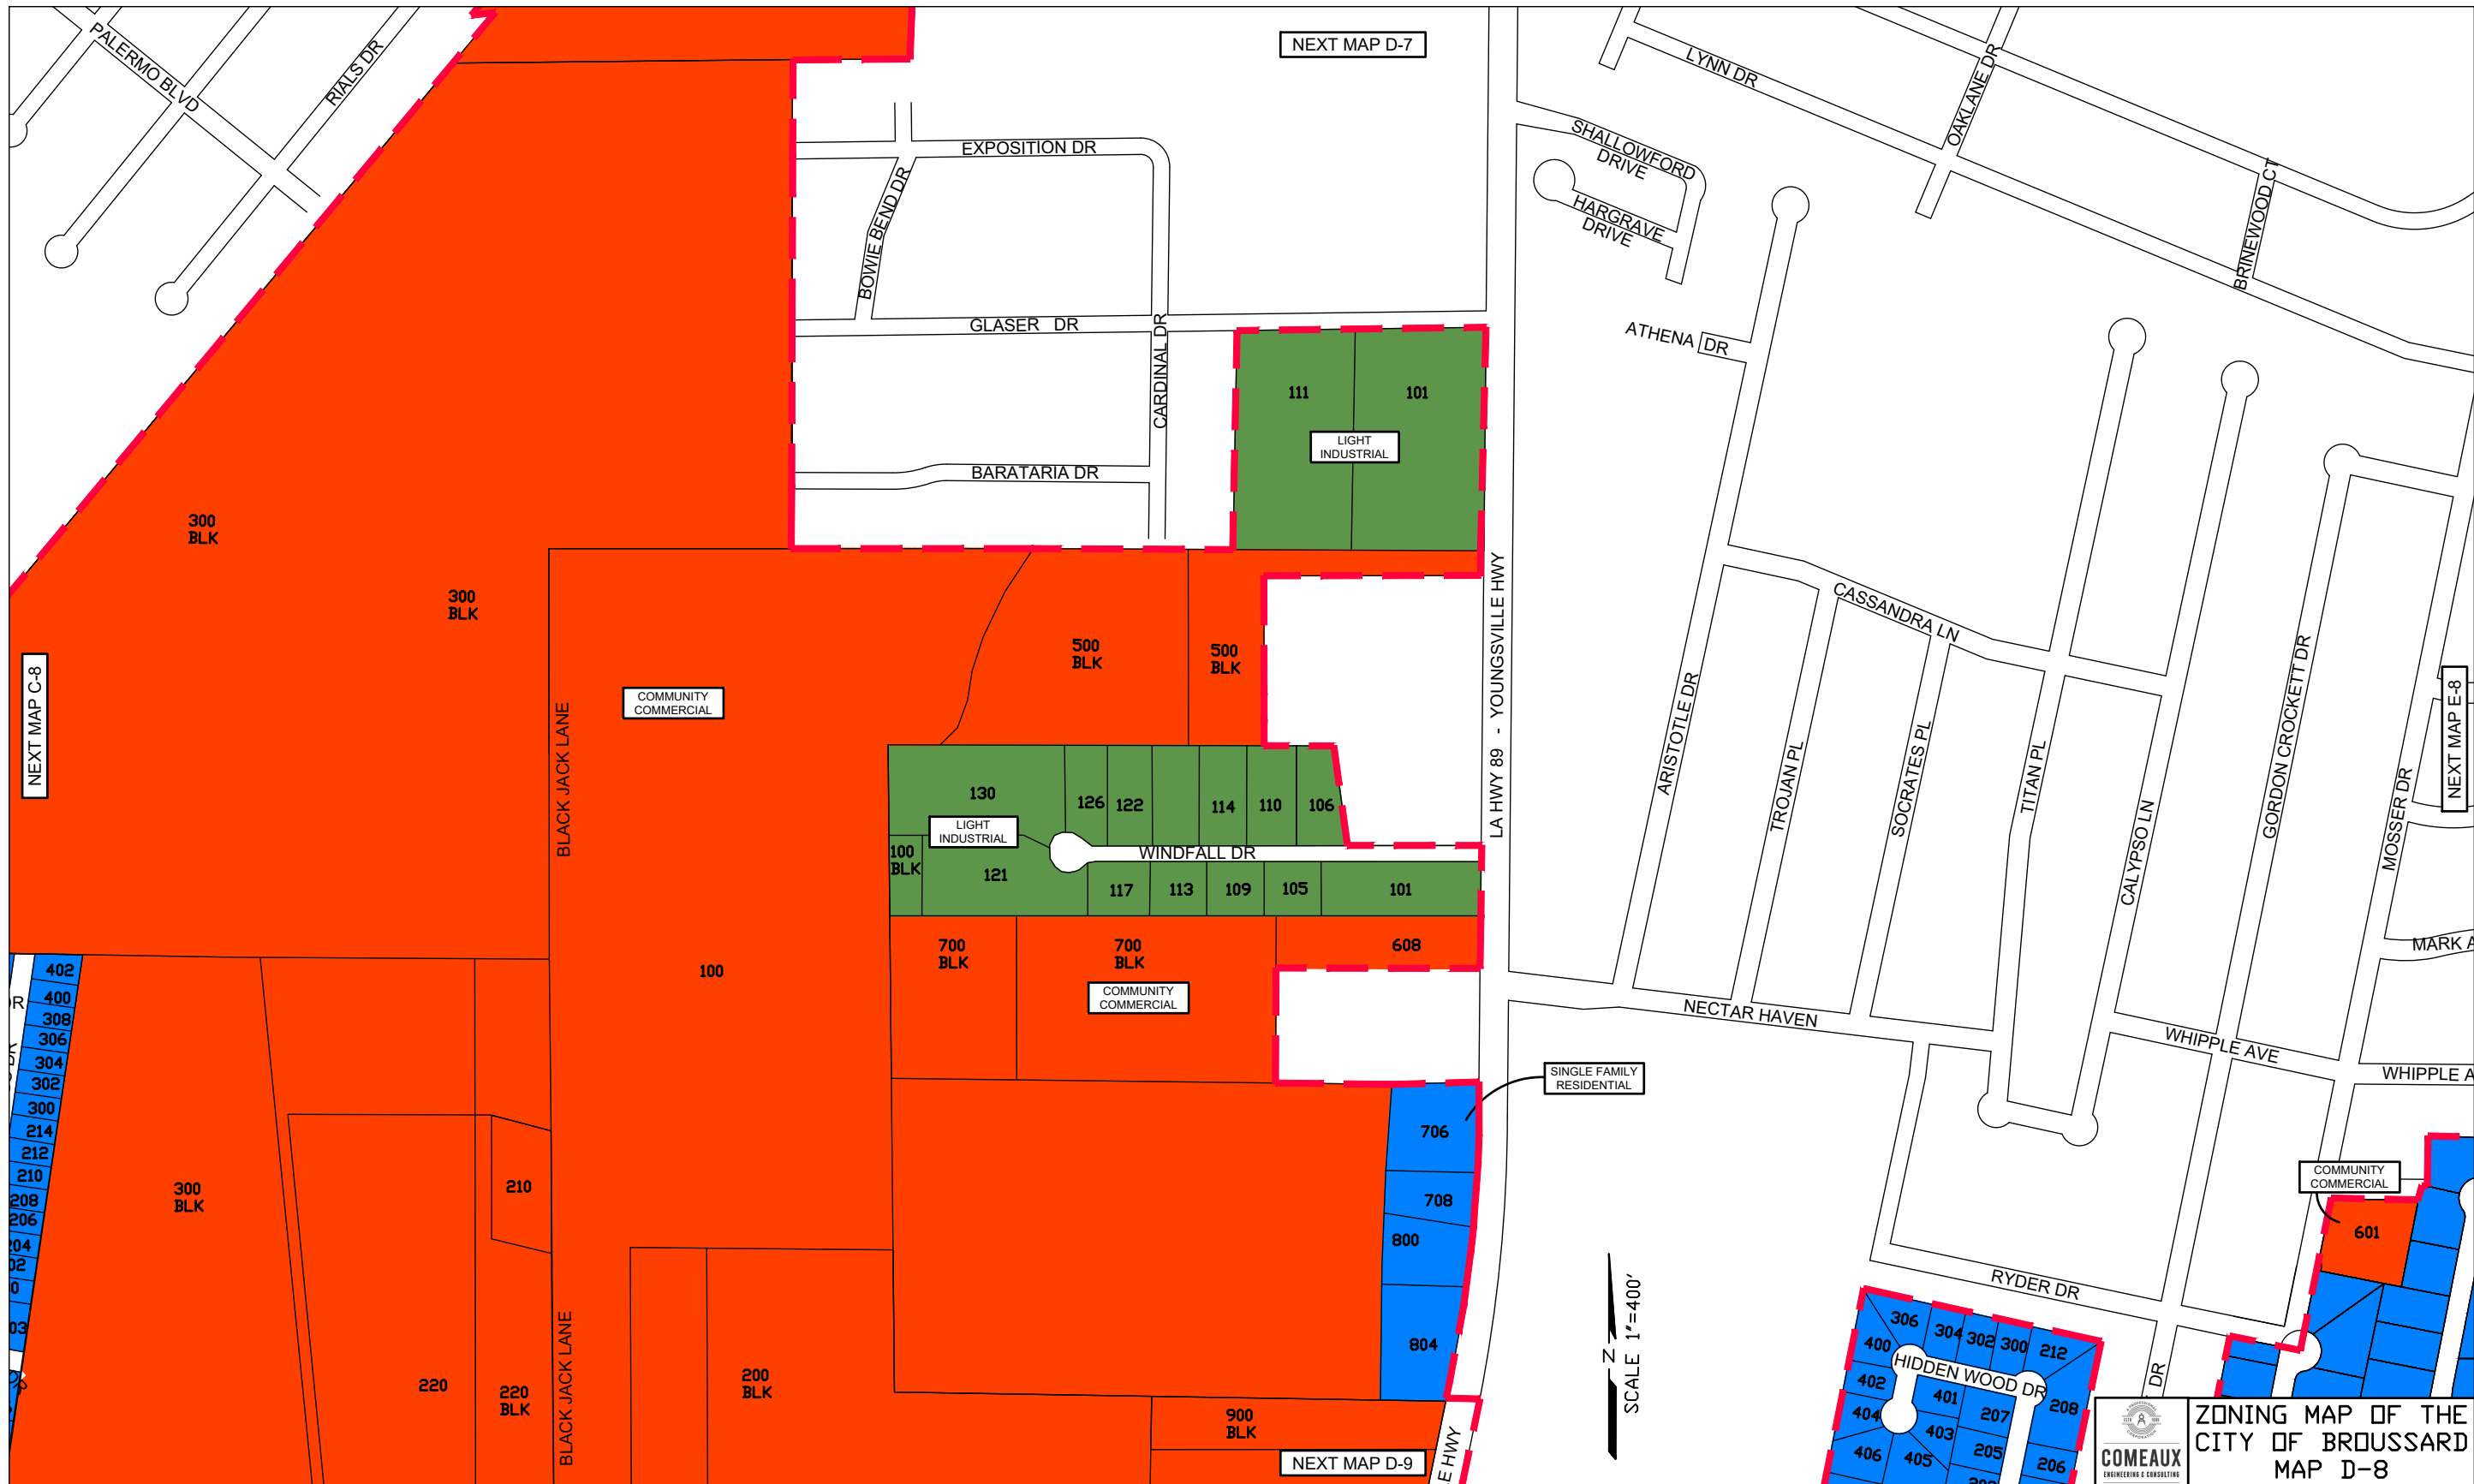 NEXT MAP D-7
PALERMO BLVD
RIALS DR
EXPOSITION DR
BOWIE BEND DR
GLASER DR
CARDINAL DR
BARATARIA DR
LYNN DR
OAKLANE DR
SHALLOWFORD
DRIVE
HARGRAVE
DRIVE
BRINEWOOD CT
ATHENA DR
111
101
LIGHT
INDUSTRIAL
300
BLK
300
BLK
500
BLK
500
BLK
LA HWY 89 - YOUNGSVILLE HWY
CASSANDRA LN
NEXT MAP C-8
COMMUNITY
COMMERCIAL
BLACK JACK LANE
ARISTOTLE DR
TROJAN PL
SOCRATES PL
TITAN PL
CALYPSO LN
GORDON CROCKETT DR
MOSSER DR
NEXT MAP E-8
130
126
122
114
110
106
LIGHT
INDUSTRIAL
WINDFALL DR
100
BLK
121
117
113
109
105
101
700
BLK
700
BLK
608
COMMUNITY
COMMERCIAL
100
MARK A
NECTAR HAVEN
WHIPPLE AVE
WHIPPLE A
402
400
308
306
304
302
300
214
212
210
208
206
204
02
0
03
R
300
BLK
210
220
220
BLK
BLACK JACK LANE
200
BLK
SINGLE FAMILY
RESIDENTIAL
706
708
800
804
900
BLK
NEXT MAP D-9
E HWY
N
SCALE 1"=400'
COMMUNITY
COMMERCIAL
601
RYDER DR
306
304
302
300
212
400
HIDDEN WOOD DR
402
401
207
208
404
403
205
406
405
206
DR
COMEAUX
ENGINEERING & CONSULTING
ZONING MAP OF THE
CITY OF BROUSSARD
MAP D-8